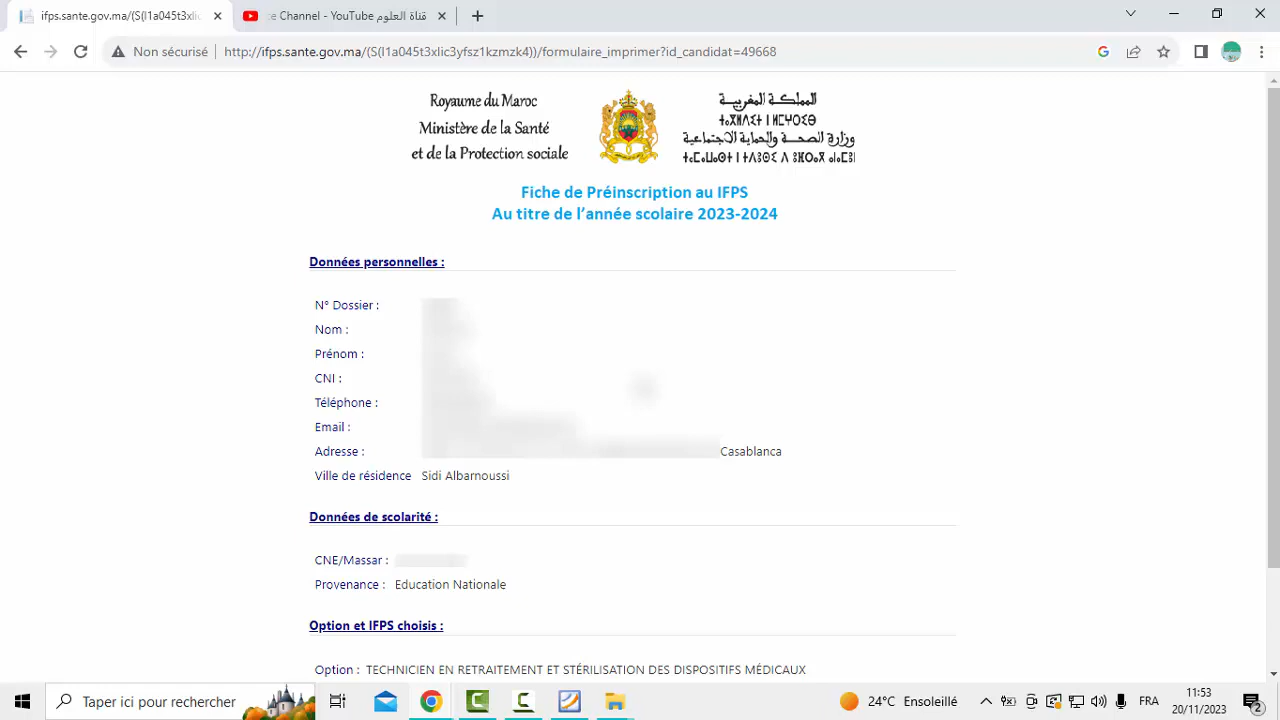 ifps.sante.gov.ma/(S(l1a045t3xlic
ce Channel - قناة العلوم YouTube
Non sécurisé
http://ifps.sante.gov.ma/(S(l1a045t3xlic3yfsz1kzmzk4))/formulaire_imprimer?id_candidat=49668
Royaume du Maroc
Ministère de la Santé
et de la Protection sociale
المملكة المغربية
ⵜⴰⴳⵍⴷⵉⵜ ⵏ ⵍⵎⵖⵔⵉⴱ
وزارة الصحة والحماية الاجتماعية
Fiche de Préinscription au IFPS
Au titre de l’année scolaire 2023-2024
Données personnelles :
N° Dossier :
Nom :
Prénom :
CNI :
Téléphone :
Email :
Adresse : Casablanca
Ville de résidence Sidi Albarnoussi
Données de scolarité :
CNE/Massar :
Provenance : Education Nationale
Option et IFPS choisis :
Option : TECHNICIEN EN RETRAITEMENT ET STÉRILISATION DES DISPOSITIFS MÉDICAUX
Taper ici pour rechercher
24°C Ensoleillé
FRA
11:53
20/11/2023
2